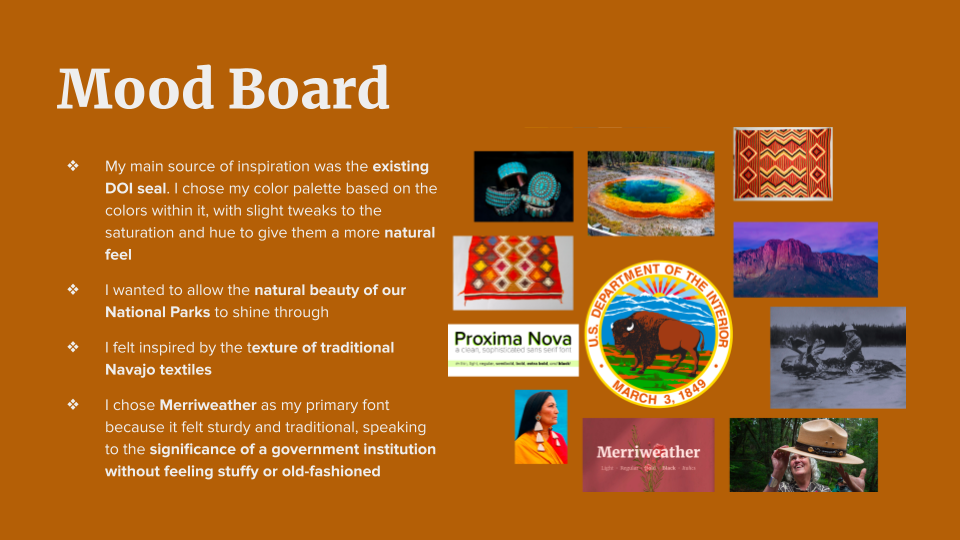 Mood Board
❖ My main source of inspiration was the existing
DOI seal. I chose my color palette based on the
colors within it, with slight tweaks to the
saturation and hue to give them a more natural
feel
❖ I wanted to allow the natural beauty of our
National Parks to shine through
❖ I felt inspired by the texture of traditional
Navajo textiles
❖ I chose Merriweather as my primary font
because it felt sturdy and traditional, speaking
to the significance of a government institution
without feeling stuffy or old-fashioned
U.S. DEPARTMENT OF THE INTERIOR
MARCH 3, 1849
Proxima Nova
a clean, sophisticated sans serif font
Merriweather
Light · Regular · Bold · Black · Italics